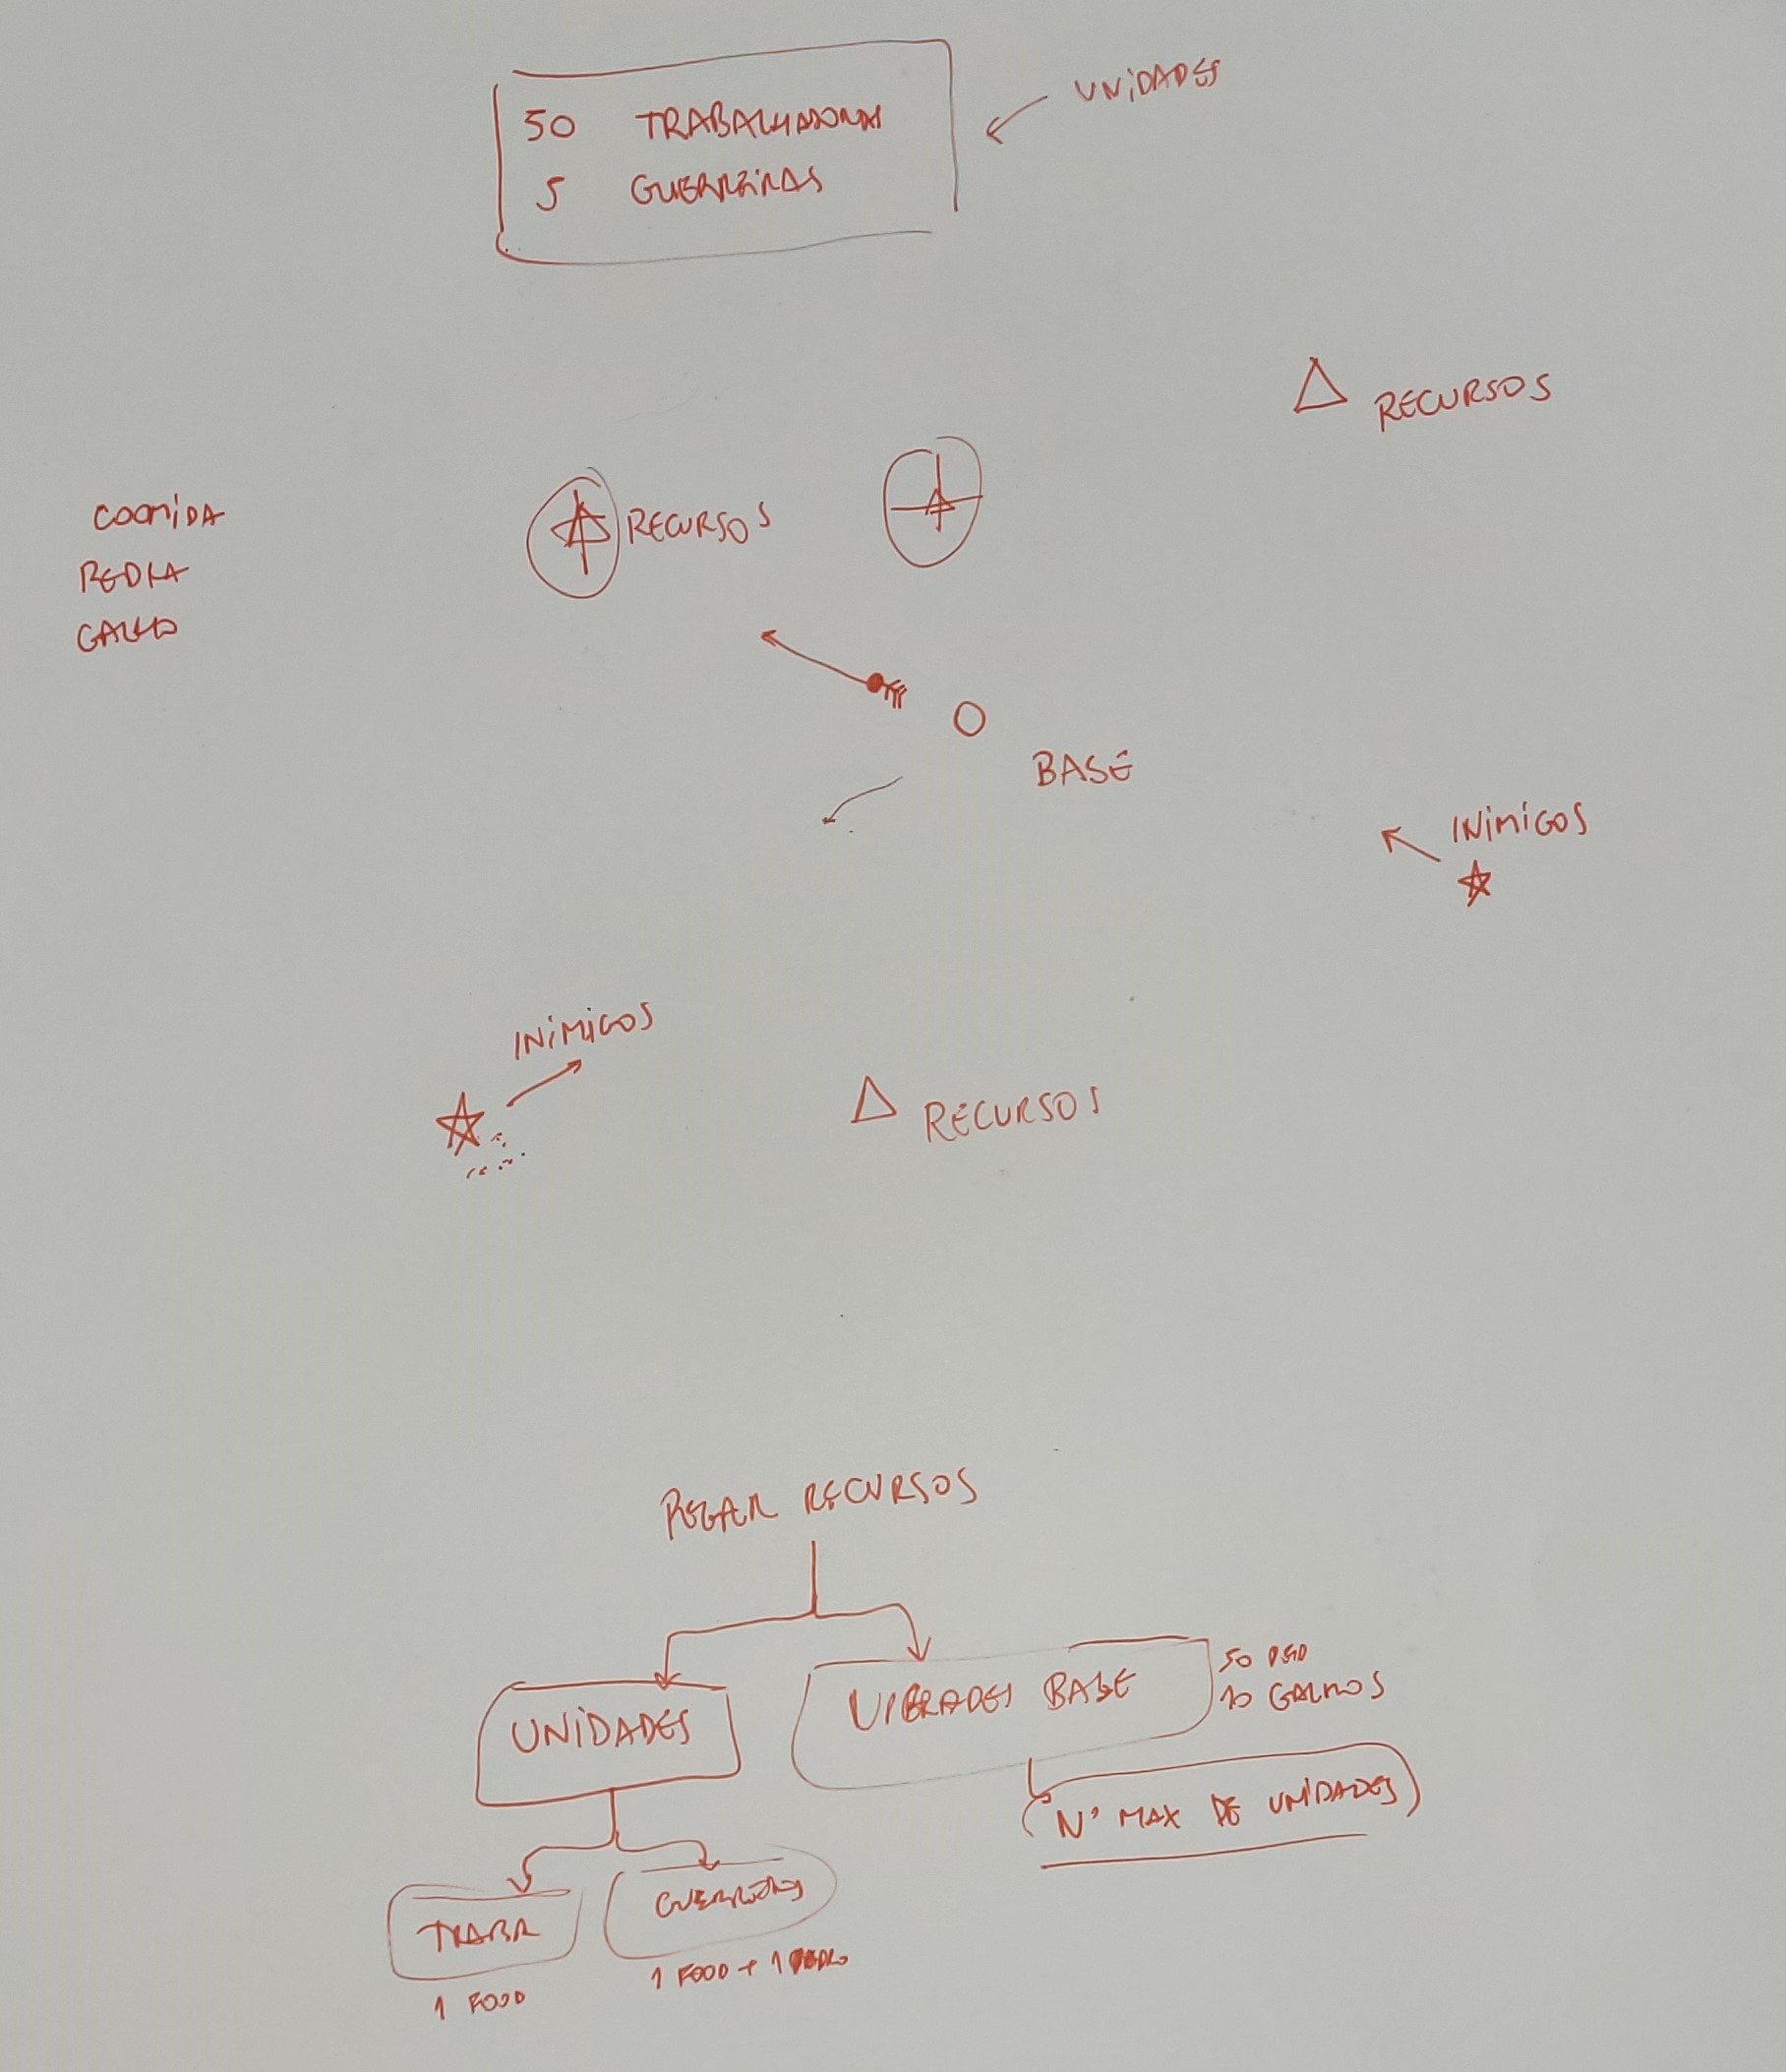 UNIDADES
50 TRABALHADORAS
5 GUERREIRAS
RECURSOS
COMIDA
PEDRA
GALHO
RECURSOS
BASE
INIMIGOS
INIMIGOS
RECURSOS
PEGAR RECURSOS
UNIDADES
UPGRADES BASE
50 PED
10 GALHOS
Nº MAX DE UNIDADES
TRABA
GUERREIRAS
1 FOOD
1 FOOD + 1